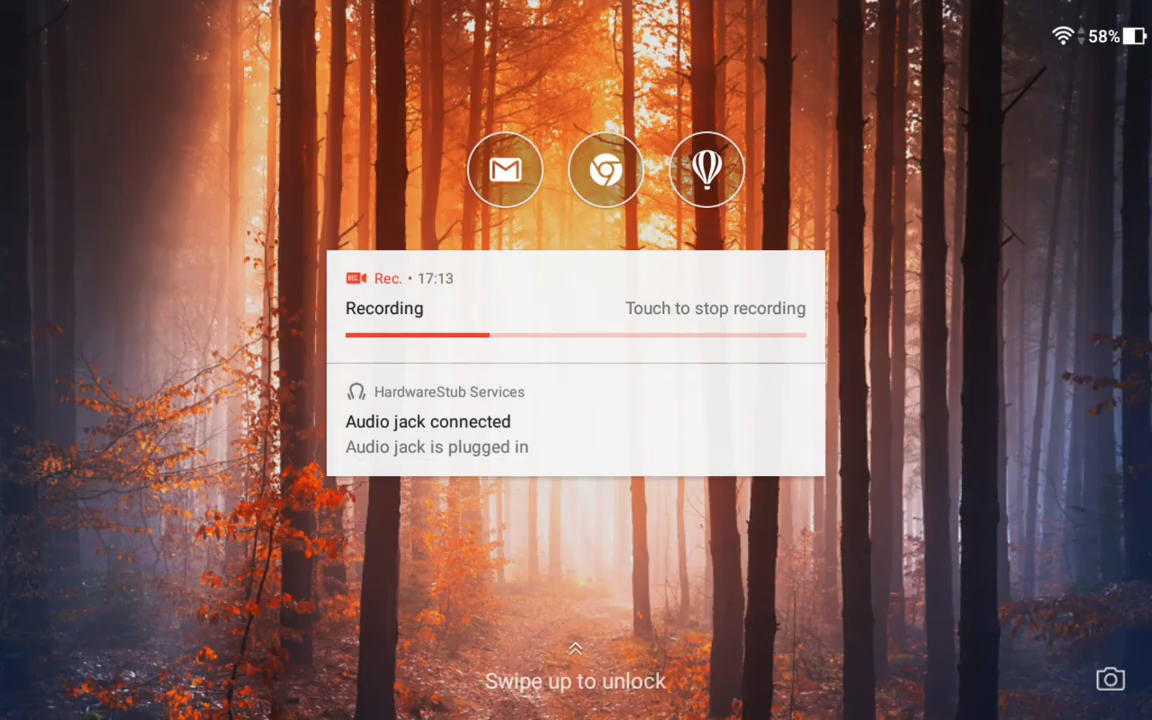 58%
REC Rec. • 17:13
Recording Touch to stop recording
HardwareStub Services
Audio jack connected
Audio jack is plugged in
Swipe up to unlock